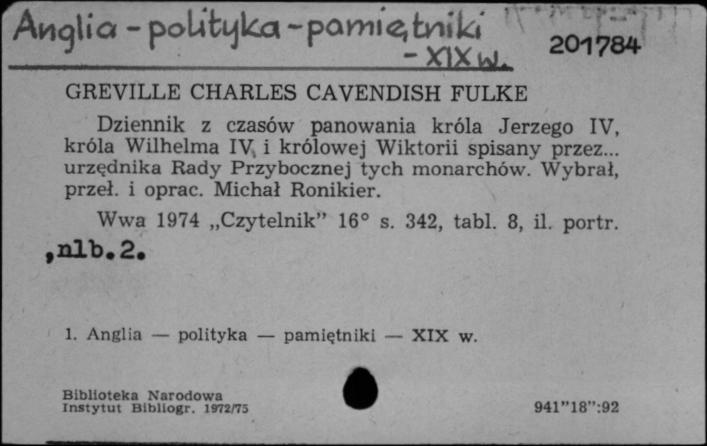 Anglia - polityka - pamiętniki
- XIX w.
201784
GREVILLE CHARLES CAVENDISH FULKE
Dziennik z czasów panowania króla Jerzego IV,
króla Wilhelma IV, i królowej Wiktorii spisany przez...
urzędnika Rady Przybocznej tych monarchów. Wybrał,
przeł. i oprac. Michał Ronikier.
Wwa 1974 „Czytelnik” 16° s. 342, tabl. 8, il. portr.
,nlb.2.
1. Anglia — polityka — pamiętniki — XIX w.
Biblioteka Narodowa
Instytut Bibliogr. 1972/75
941”18”:92